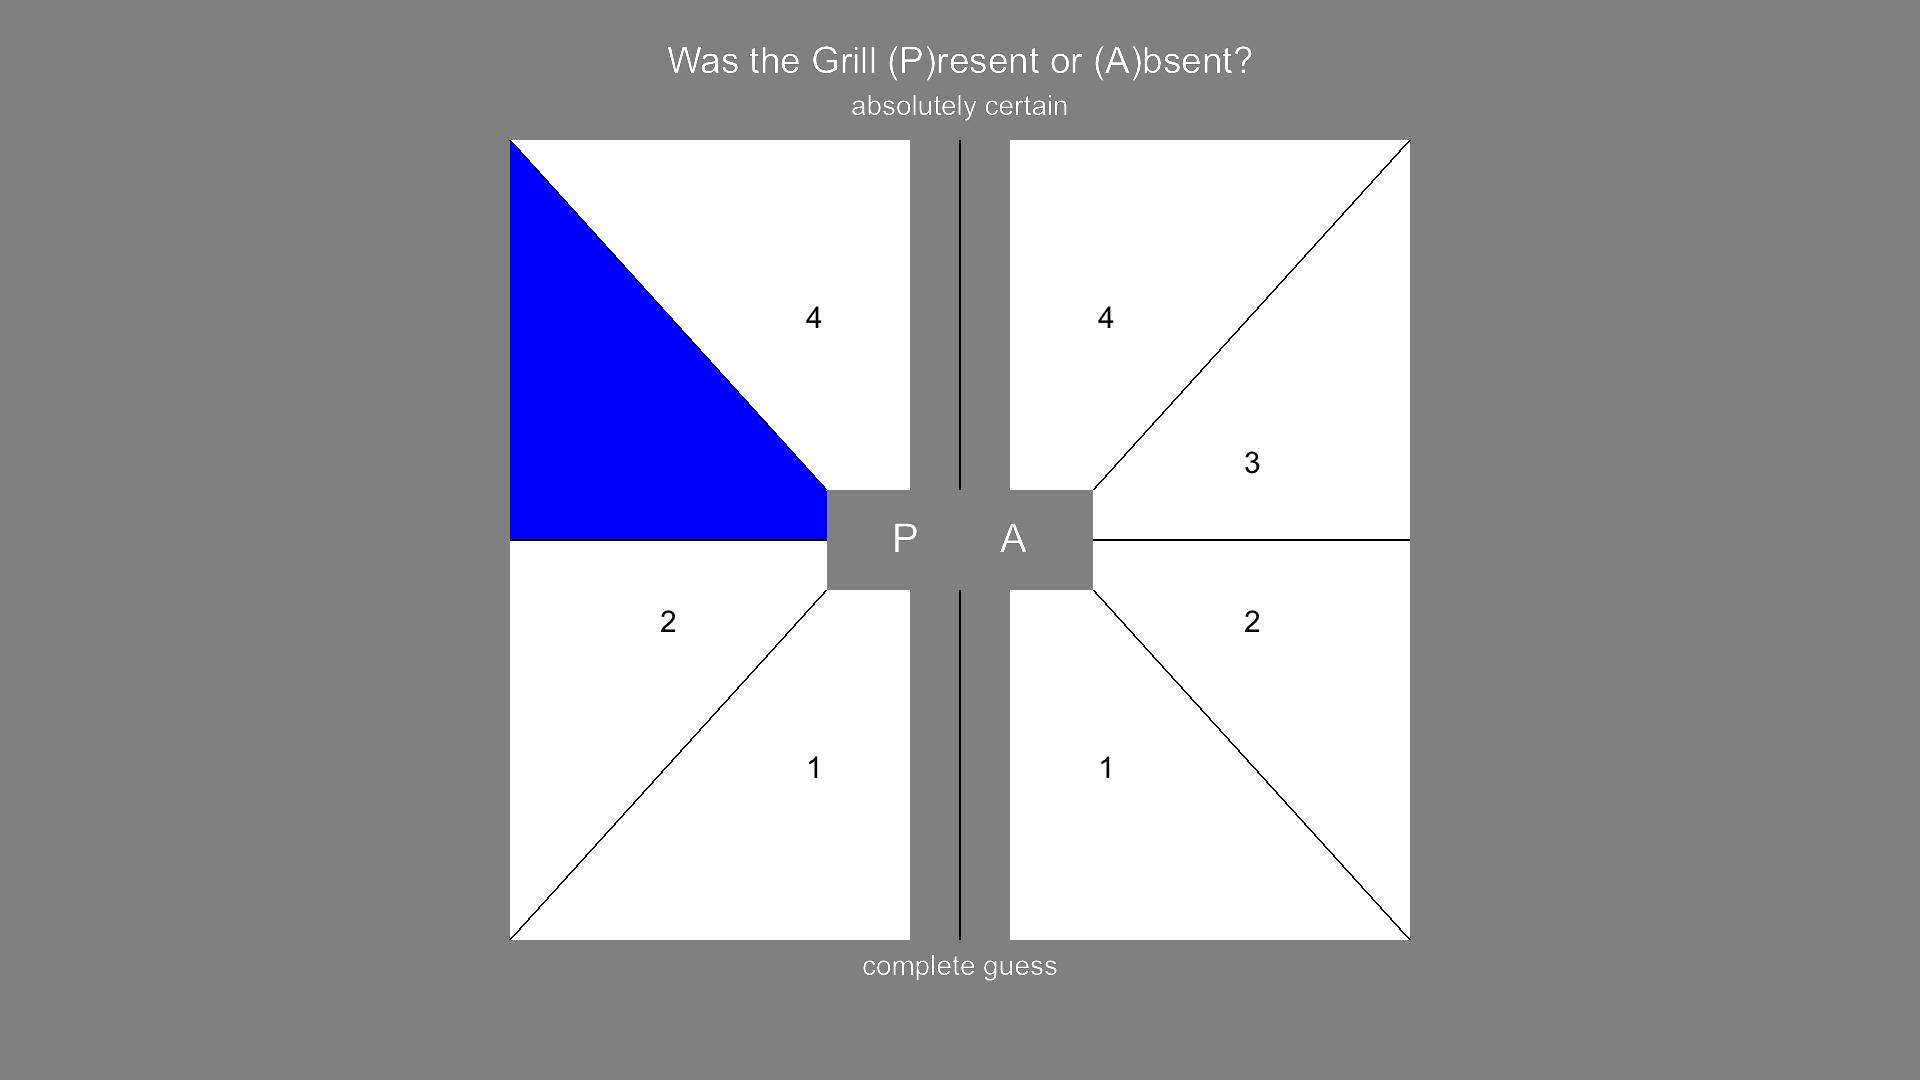 Was the Grill (P)resent or (A)bsent?
absolutely certain
4 4
3
P A
2 2
1 1
complete guess